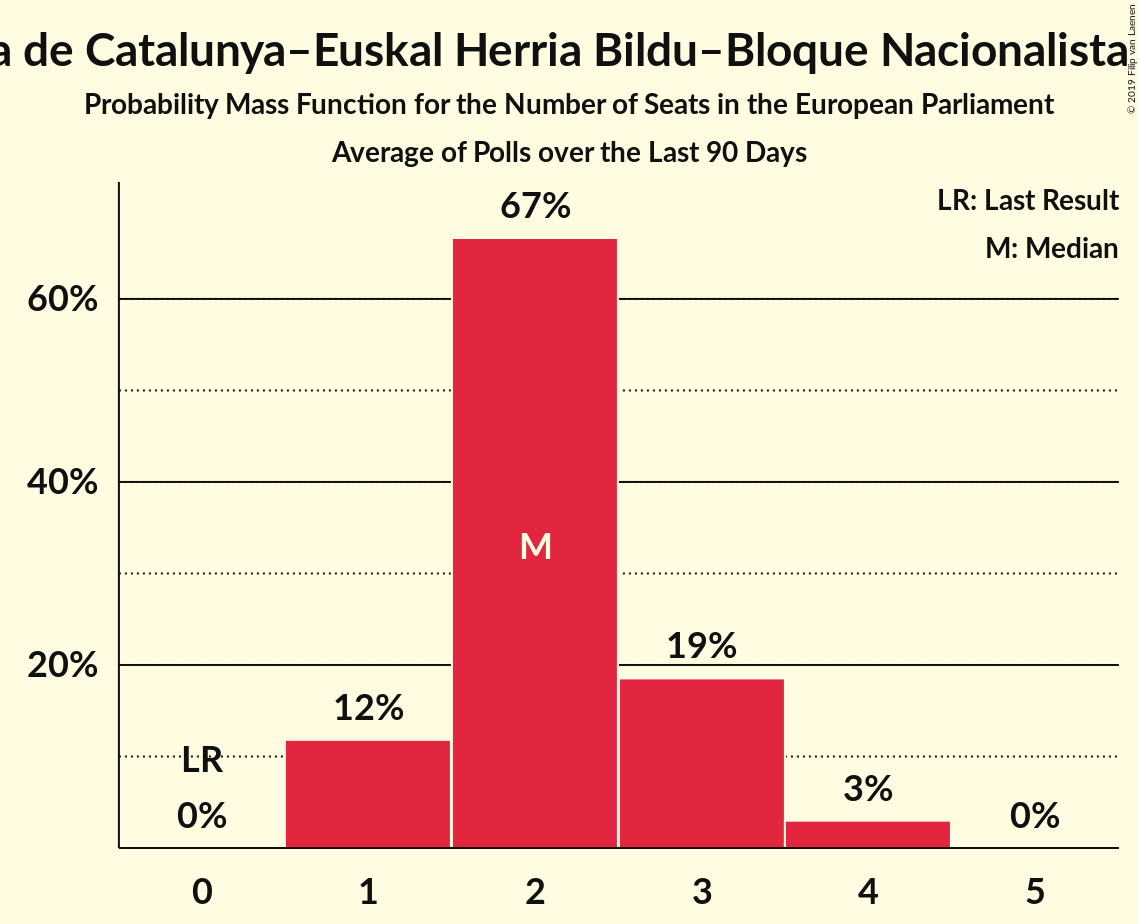 a de Catalunya–Euskal Herria Bildu–Bloque Nacionalista
© 2019 Filip van Laenen
Probability Mass Function for the Number of Seats in the European Parliament
Average of Polls over the Last 90 Days
LR: Last Result
M: Median
67%
60%
40%
M
20%
19%
12%
LR
3%
0%
0%
0 1 2 3 4 5